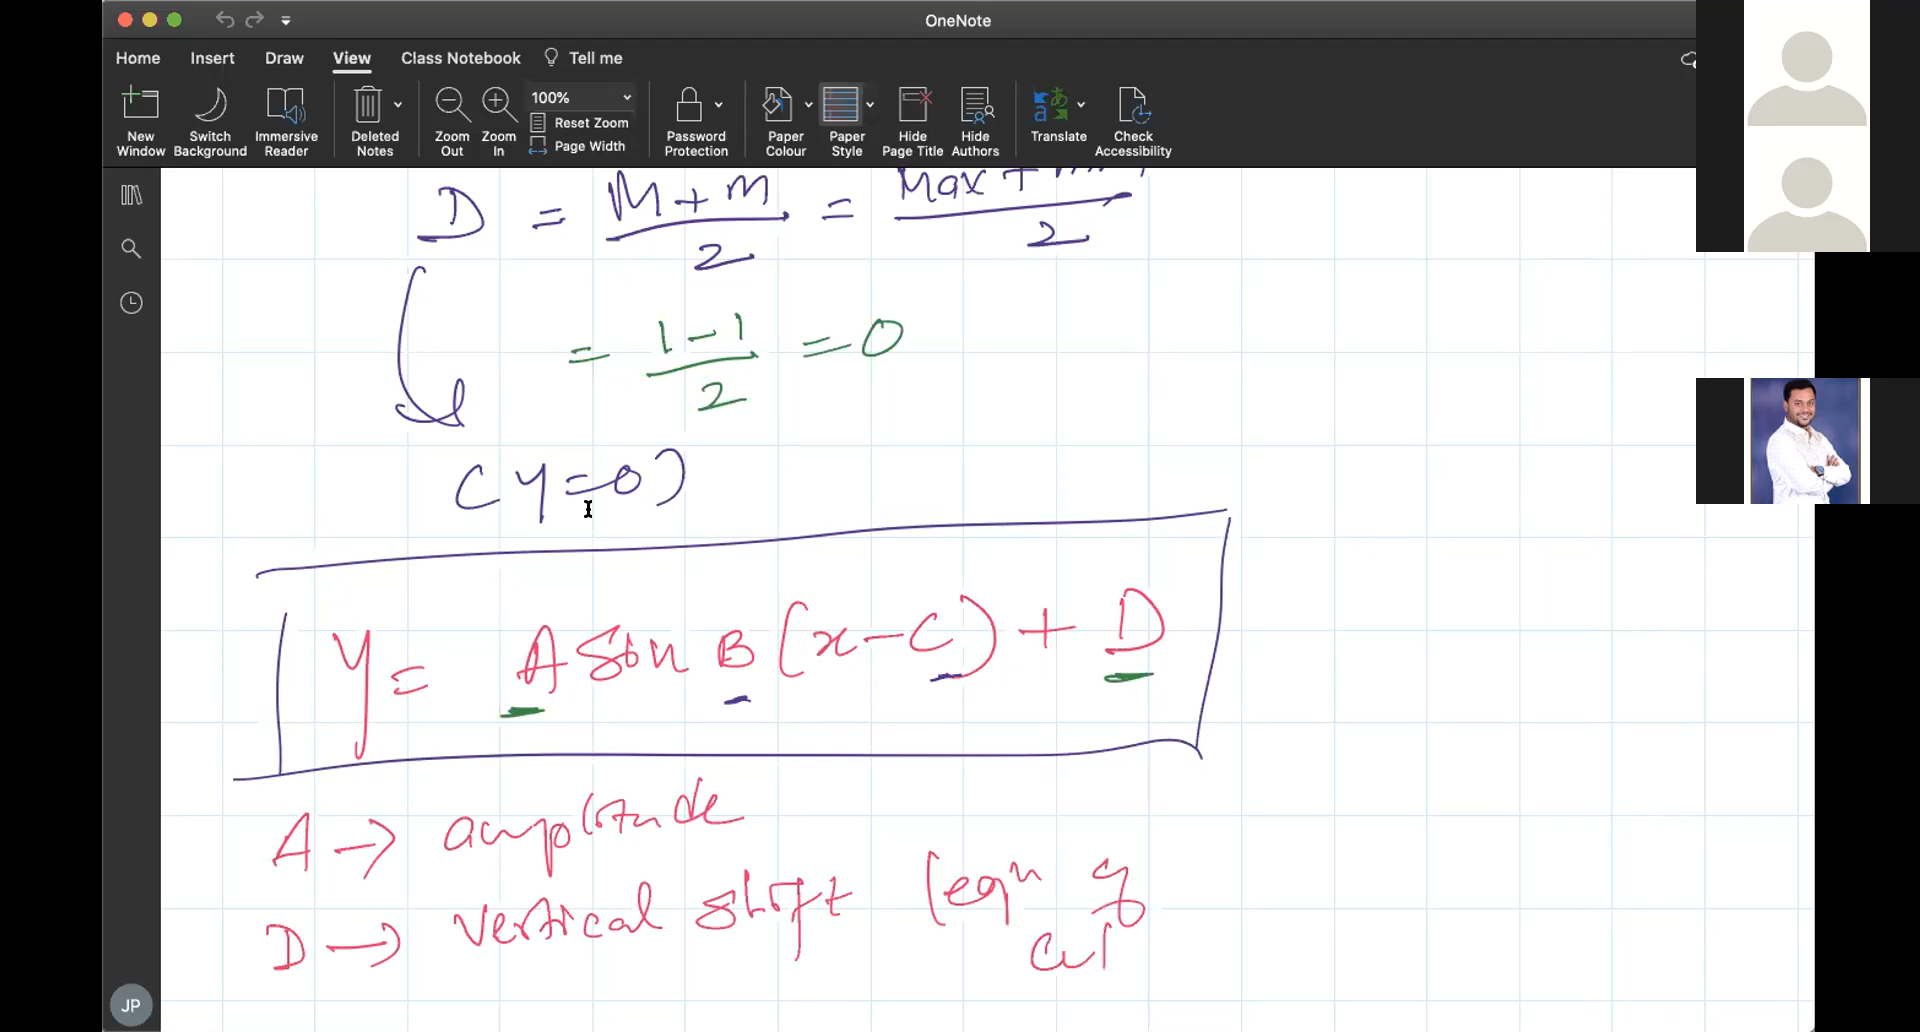 OneNote
Home Insert Draw View Class Notebook Tell me
100%
Reset Zoom
Page Width
New Window Switch Background Immersive Reader Deleted Notes Zoom Out Zoom In Password Protection Paper Colour Paper Style Hide Page Title Hide Authors Translate Check Accessibility
D = M + m / 2 = Max + / 2
= 1 - 1 / 2 = 0
( y = 0 )
y = A sin B (x - C) + D
A → amplitude
D → vertical shift (eqn of
JP